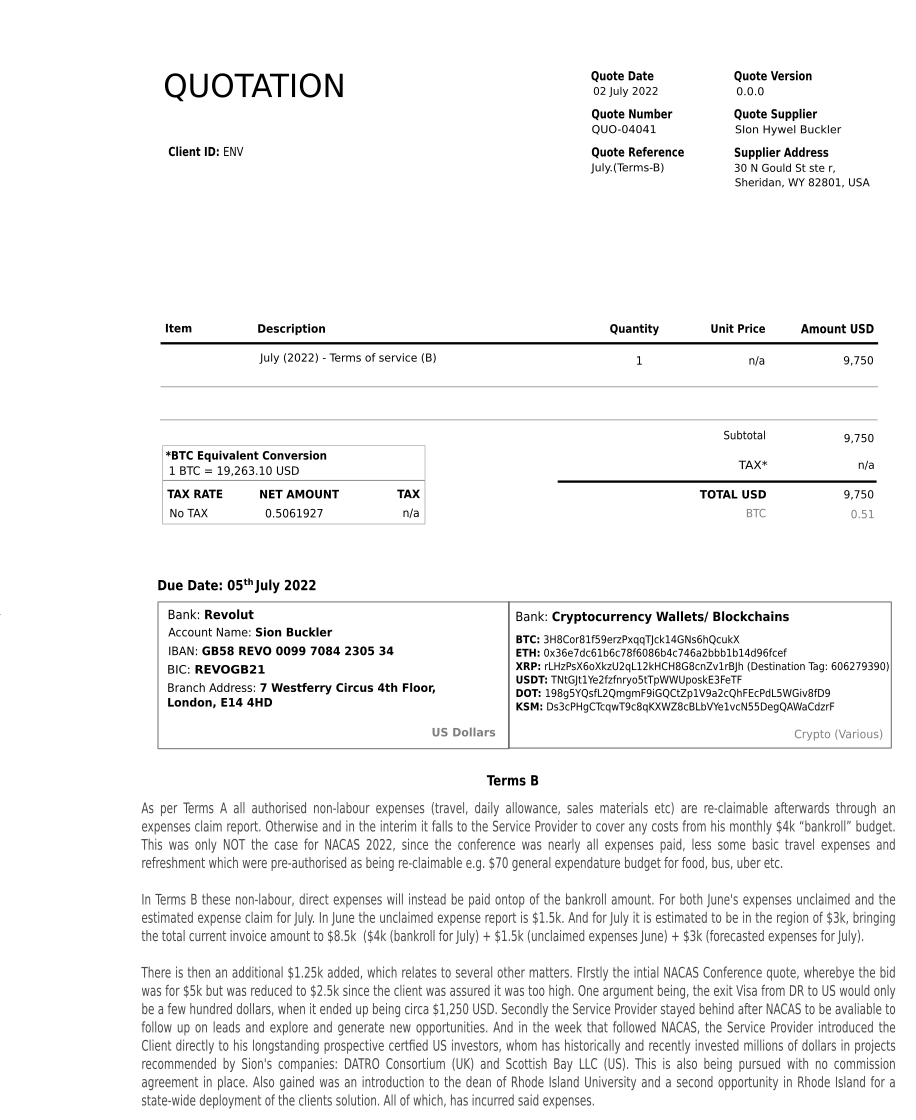 QUOTATION
Client ID: ENV
Quote Date
02 July 2022
Quote Number
QUO-04041
Quote Reference
July.(Terms-B)
Quote Version
0.0.0
Quote Supplier
SIon Hywel Buckler
Supplier Address
30 N Gould St ste r,
Sheridan, WY 82801, USA
Item Description Quantity Unit Price Amount USD
July (2022) - Terms of service (B) 1 n/a 9,750
Subtotal 9,750
TAX* n/a
TOTAL USD 9,750
BTC 0.51
*BTC Equivalent Conversion
1 BTC = 19,263.10 USD
TAX RATE NET AMOUNT TAX
No TAX 0.5061927 n/a
Due Date: 05th July 2022
Bank: Revolut
Account Name: Sion Buckler
IBAN: GB58 REVO 0099 7084 2305 34
BIC: REVOGB21
Branch Address: 7 Westferry Circus 4th Floor,
London, E14 4HD
US Dollars
Bank: Cryptocurrency Wallets/ Blockchains
BTC: 3H8Cor81f59erzPxqqTJck14GNs6hQcukX
ETH: 0x36e7dc61b6c78f6086b4c746a2bbb1b14d96fcef
XRP: rLHzPsX6oXkzU2qL12kHCH8G8cnZv1rBJh (Destination Tag: 606279390)
USDT: TNtGJt1Ye2fzfnryo5tTpWWUposkE3FeTF
DOT: 198g5YQsfL2QmgmF9iGQCtZp1V9a2cQhFEcPdL5WGiv8fD9
KSM: Ds3cPHgCTcqwT9c8qKXWZ8cBLbVYe1vcN55DegQAWaCdzrF
Crypto (Various)
Terms B
As per Terms A all authorised non-labour expenses (travel, daily allowance, sales materials etc) are re-claimable afterwards through an
expenses claim report. Otherwise and in the interim it falls to the Service Provider to cover any costs from his monthly $4k “bankroll” budget.
This was only NOT the case for NACAS 2022, since the conference was nearly all expenses paid, less some basic travel expenses and
refreshment which were pre-authorised as being re-claimable e.g. $70 general expendature budget for food, bus, uber etc.
In Terms B these non-labour, direct expenses will instead be paid ontop of the bankroll amount. For both June's expenses unclaimed and the
estimated expense claim for July. In June the unclaimed expense report is $1.5k. And for July it is estimated to be in the region of $3k, bringing
the total current invoice amount to $8.5k ($4k (bankroll for July) + $1.5k (unclaimed expenses June) + $3k (forecasted expenses for July).
There is then an additional $1.25k added, which relates to several other matters. FIrstly the intial NACAS Conference quote, wherebye the bid
was for $5k but was reduced to $2.5k since the client was assured it was too high. One argument being, the exit Visa from DR to US would only
be a few hundred dollars, when it ended up being circa $1,250 USD. Secondly the Service Provider stayed behind after NACAS to be avaliable to
follow up on leads and explore and generate new opportunities. And in the week that followed NACAS, the Service Provider introduced the
Client directly to his longstanding prospective certfied US investors, whom has historically and recently invested millions of dollars in projects
recommended by Sion's companies: DATRO Consortium (UK) and Scottish Bay LLC (US). This is also being pursued with no commission
agreement in place. Also gained was an introduction to the dean of Rhode Island University and a second opportunity in Rhode Island for a
state-wide deployment of the clients solution. All of which, has incurred said expenses.